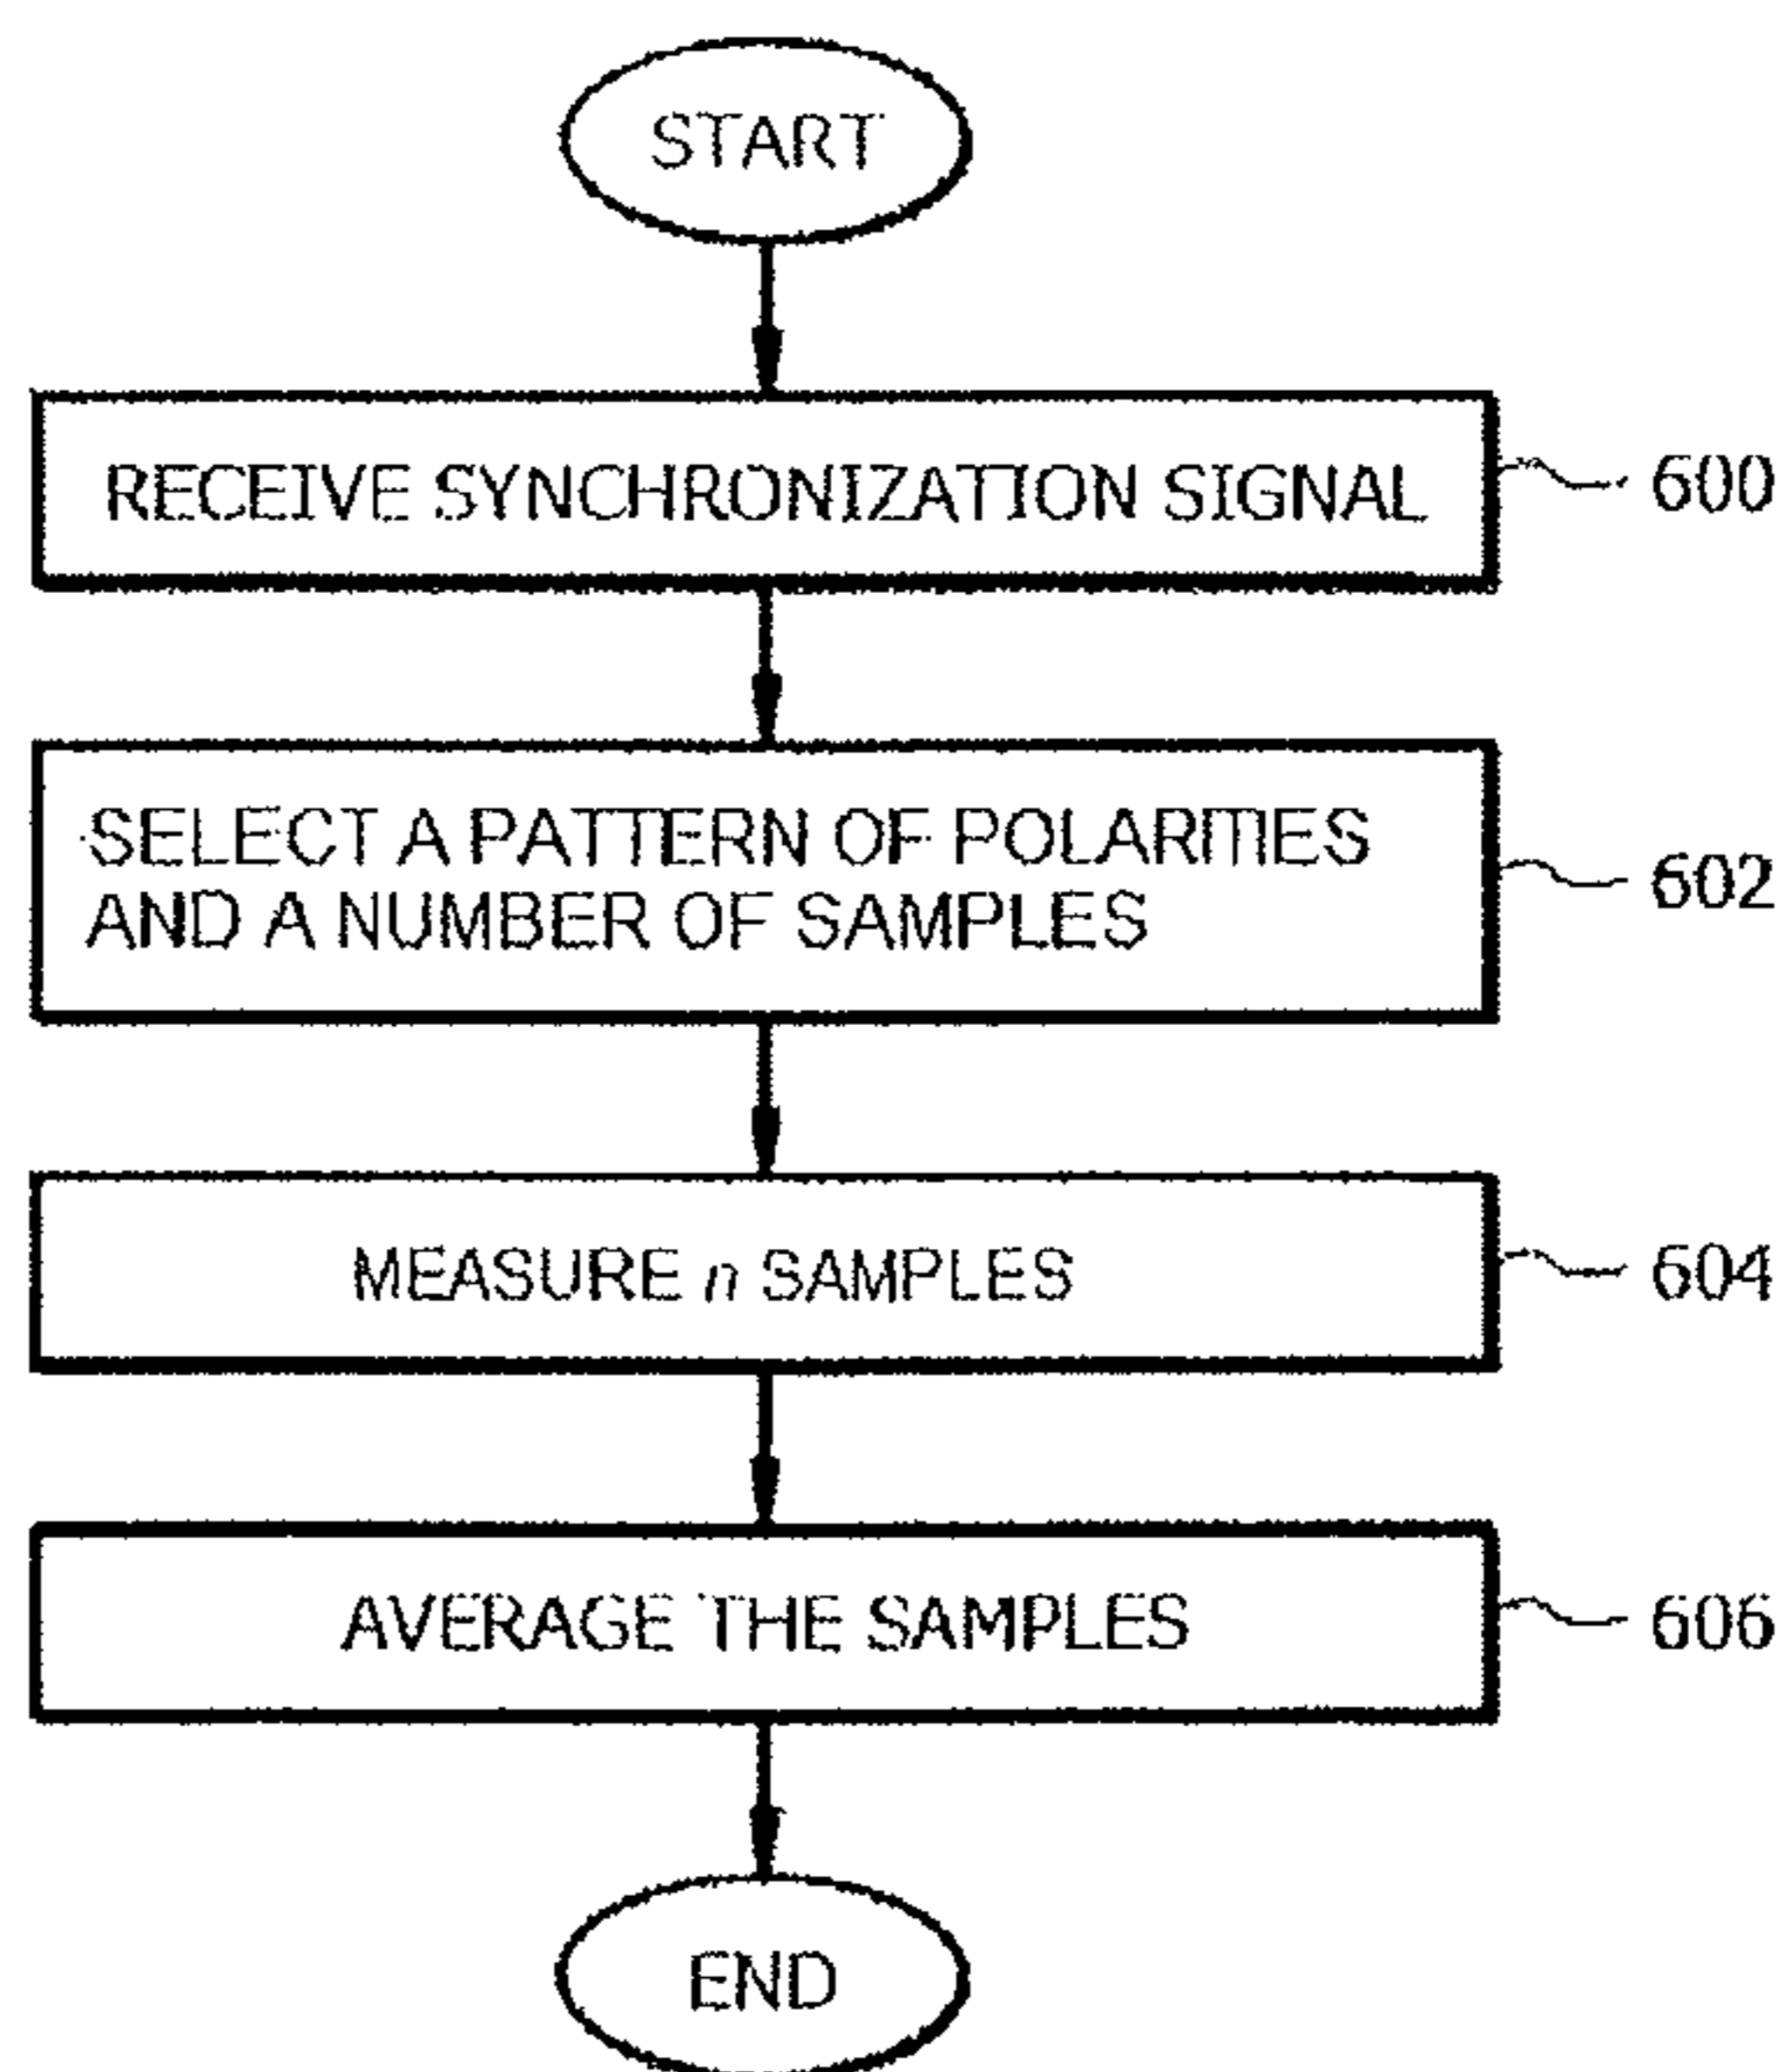 START
RECEIVE SYNCHRONIZATION SIGNAL
600
SELECT A PATTERN OF POLARITIES
AND A NUMBER OF SAMPLES
602
MEASURE n SAMPLES
604
AVERAGE THE SAMPLES
606
END